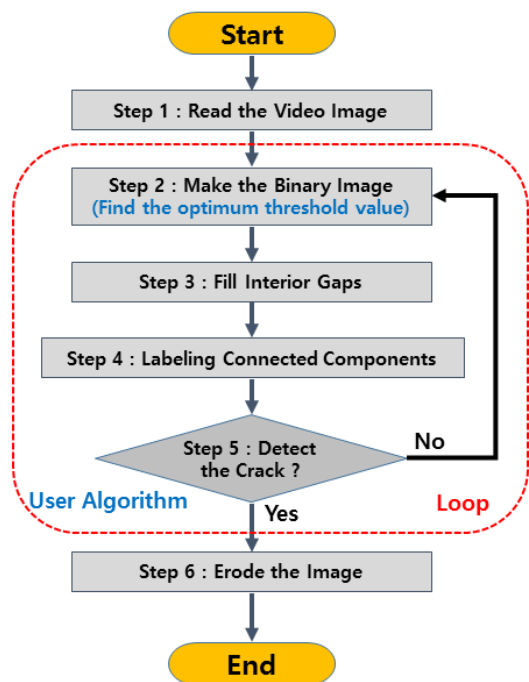 Start
Step 1 : Read the Video Image
Step 2 : Make the Binary Image
(Find the optimum threshold value)
Step 3 : Fill Interior Gaps
Step 4 : Labeling Connected Components
Step 5 : Detect
the Crack ?
No
User Algorithm
Loop
Yes
Step 6 : Erode the Image
End